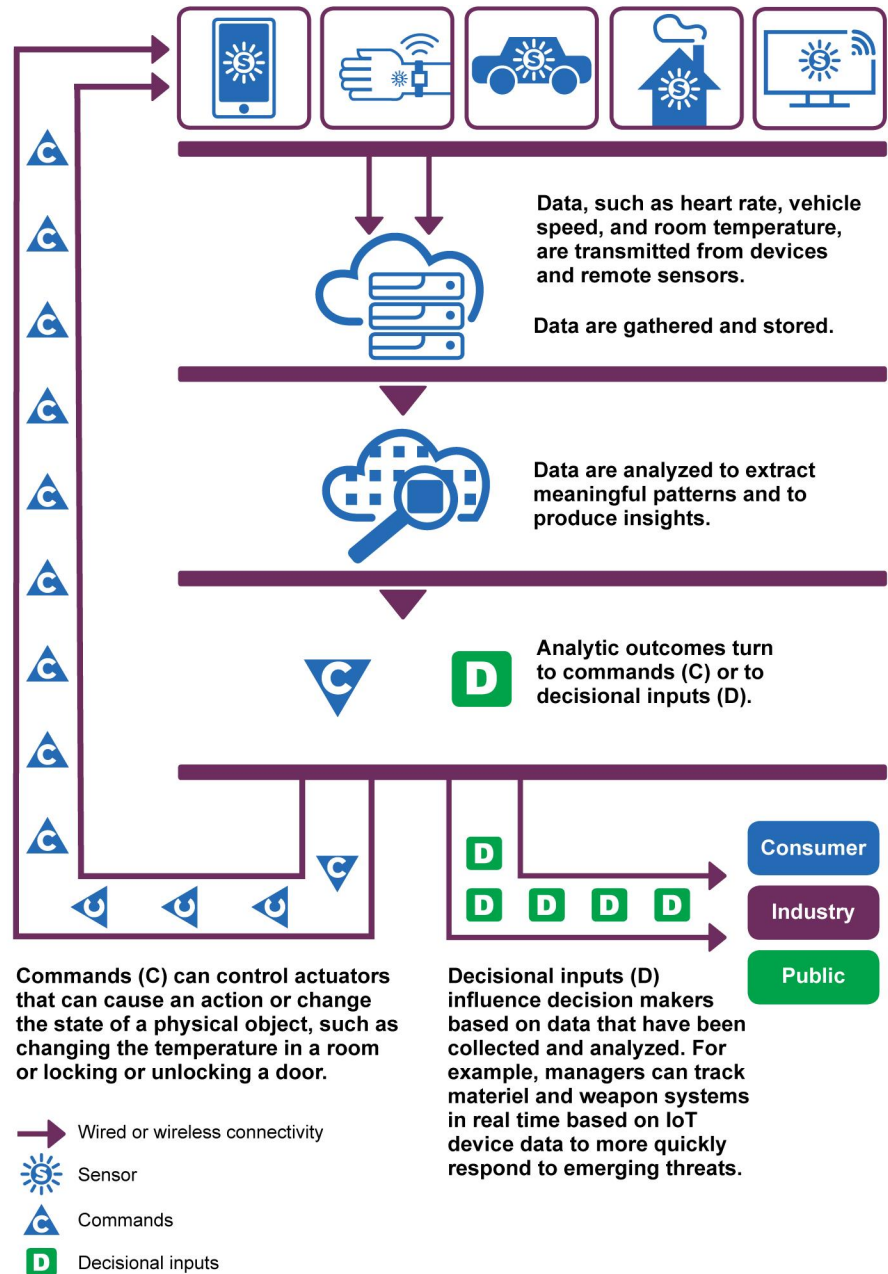 S
S
S
S
S
Data, such as heart rate, vehicle
speed, and room temperature,
are transmitted from devices
and remote sensors.
Data are gathered and stored.
Data are analyzed to extract
meaningful patterns and to
produce insights.
C
D
Analytic outcomes turn
to commands (C) or to
decisional inputs (D).
C
C
C
C
C
C
C
C
C
C
C
C
C
D
D
D
D
D
Consumer
Industry
Public
Commands (C) can control actuators
that can cause an action or change
the state of a physical object, such as
changing the temperature in a room
or locking or unlocking a door.
Decisional inputs (D)
influence decision makers
based on data that have been
collected and analyzed. For
example, managers can track
materiel and weapon systems
in real time based on IoT
device data to more quickly
respond to emerging threats.
Wired or wireless connectivity
S Sensor
C Commands
D Decisional inputs